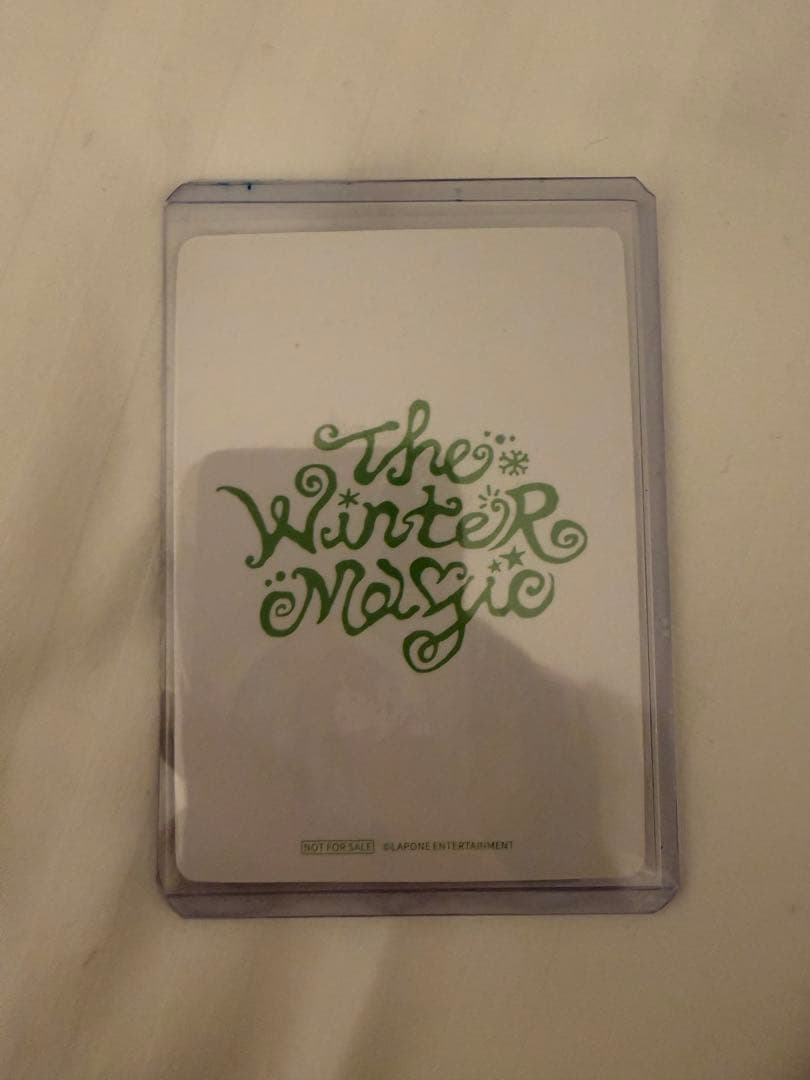 The
WinteR
Magic
NOT FOR SALE ©LAPONE ENTERTAINMENT